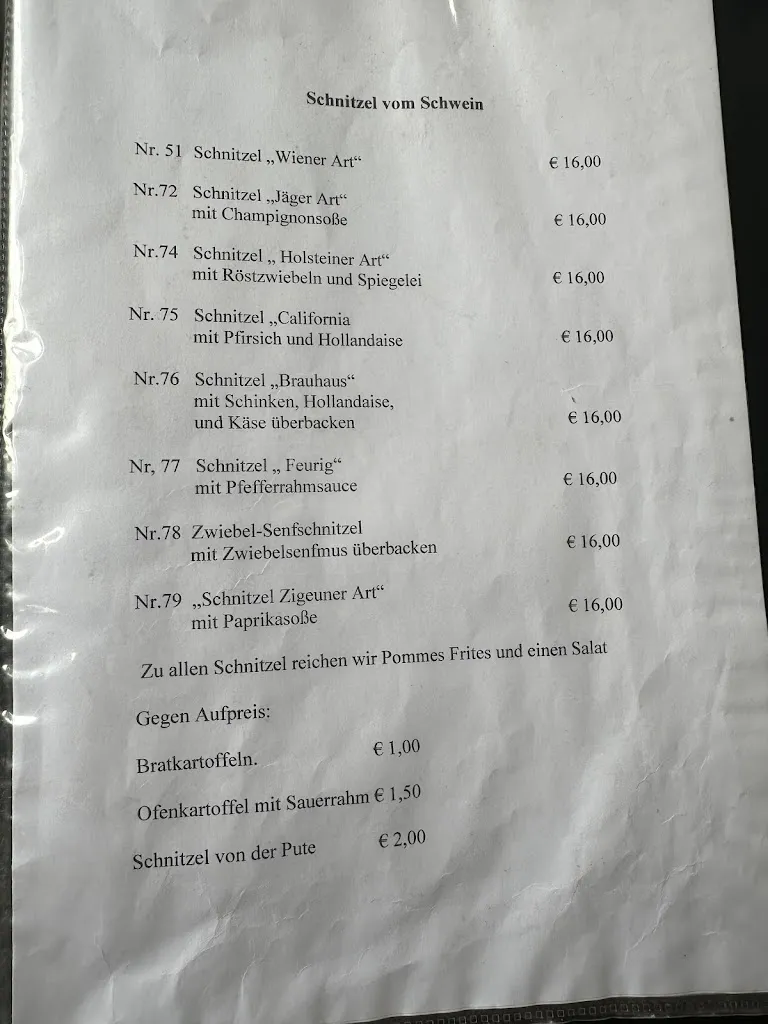 Schnitzel vom Schwein
Nr. 51 Schnitzel „Wiener Art“ € 16,00
Nr.72 Schnitzel „Jäger Art“
mit Champignonsoße € 16,00
Nr.74 Schnitzel „ Holsteiner Art“
mit Röstzwiebeln und Spiegelei € 16,00
Nr. 75 Schnitzel „California
mit Pfirsich und Hollandaise € 16,00
Nr.76 Schnitzel „Brauhaus“
mit Schinken, Hollandaise,
und Käse überbacken € 16,00
Nr, 77 Schnitzel „ Feurig“
mit Pfefferrahmsauce € 16,00
Nr.78 Zwiebel-Senfschnitzel
mit Zwiebelsenfmus überbacken € 16,00
Nr.79 „Schnitzel Zigeuner Art“
mit Paprikasoße € 16,00
Zu allen Schnitzel reichen wir Pommes Frites und einen Salat
Gegen Aufpreis:
Bratkartoffeln. € 1,00
Ofenkartoffel mit Sauerrahm € 1,50
Schnitzel von der Pute € 2,00